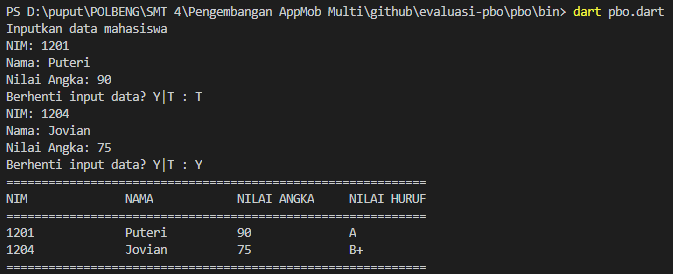 PS D:\puput\POLBENG\SMT 4\Pengembangan AppMob Multi\github\evaluasi-pbo\pbo\bin> dart pbo.dart
Inputkan data mahasiswa
NIM: 1201
Nama: Puteri
Nilai Angka: 90
Berhenti input data? Y|T : T
NIM: 1204
Nama: Jovian
Nilai Angka: 75
Berhenti input data? Y|T : Y
============================================================
NIM              NAMA            NILAI ANGKA     NILAI HURUF
============================================================
1201             Puteri          90              A
1204             Jovian          75              B+
============================================================